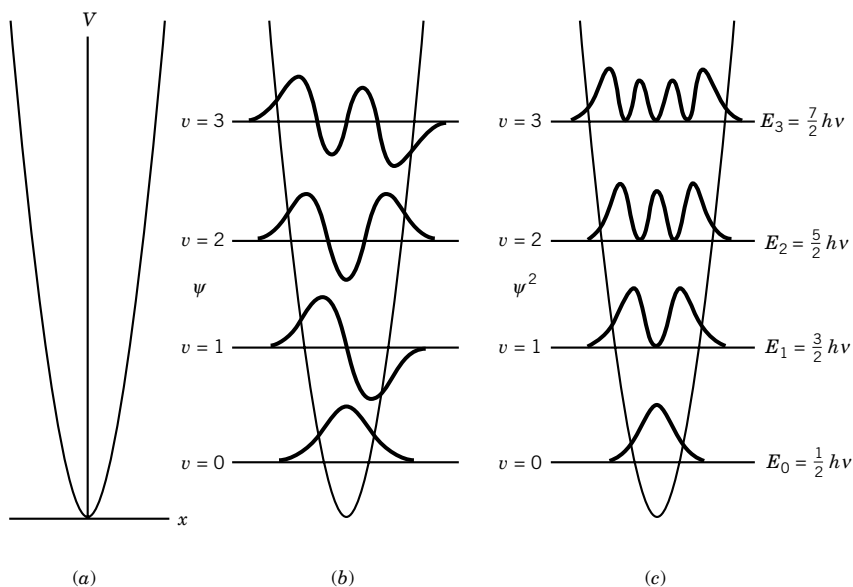 V
v = 3
v = 3
E₃ = 7/2 hν
v = 2
v = 2
E₂ = 5/2 hν
ψ
ψ²
v = 1
v = 1
E₁ = 3/2 hν
v = 0
v = 0
E₀ = 1/2 hν
x
(a)
(b)
(c)